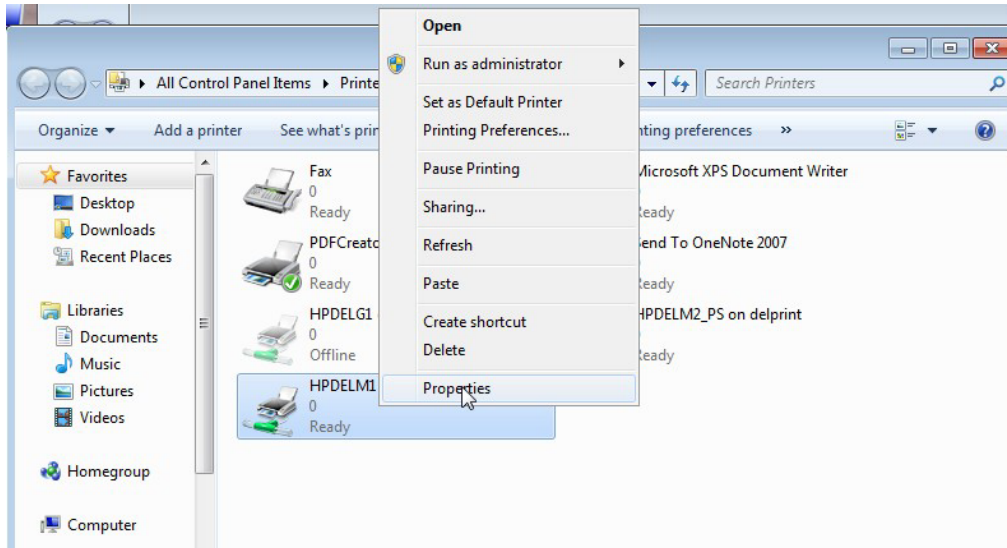 All Control Panel Items
Printe
Search Printers
Organize
Add a printer
See what's prin
nting preferences
»
Open
Run as administrator
Set as Default Printer
Printing Preferences...
Pause Printing
Sharing...
Refresh
Paste
Create shortcut
Delete
Properties
Favorites
Desktop
Downloads
Recent Places
Libraries
Documents
Music
Pictures
Videos
Homegroup
Computer
Fax
0
Ready
PDFCreato
0
Ready
HPDELG1
0
Offline
HPDELM1
0
Ready
Microsoft XPS Document Writer
Ready
Send To OneNote 2007
Ready
HPDELM2_PS on delprint
Ready